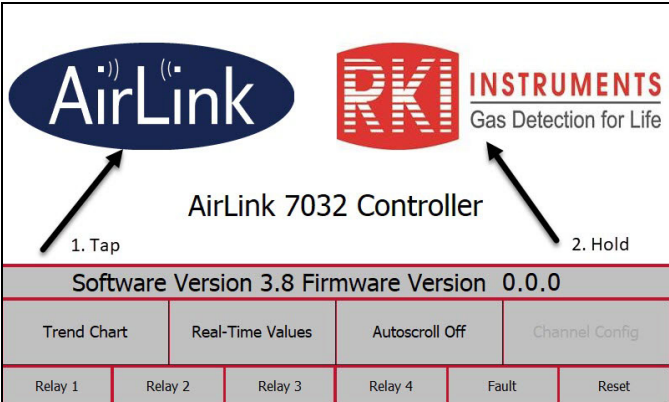 AirLink
RKI INSTRUMENTS
Gas Detection for Life
AirLink 7032 Controller
1. Tap
2. Hold
Software Version 3.8 Firmware Version 0.0.0
Trend Chart Real-Time Values Autoscroll Off Channel Config
Relay 1 Relay 2 Relay 3 Relay 4 Fault Reset